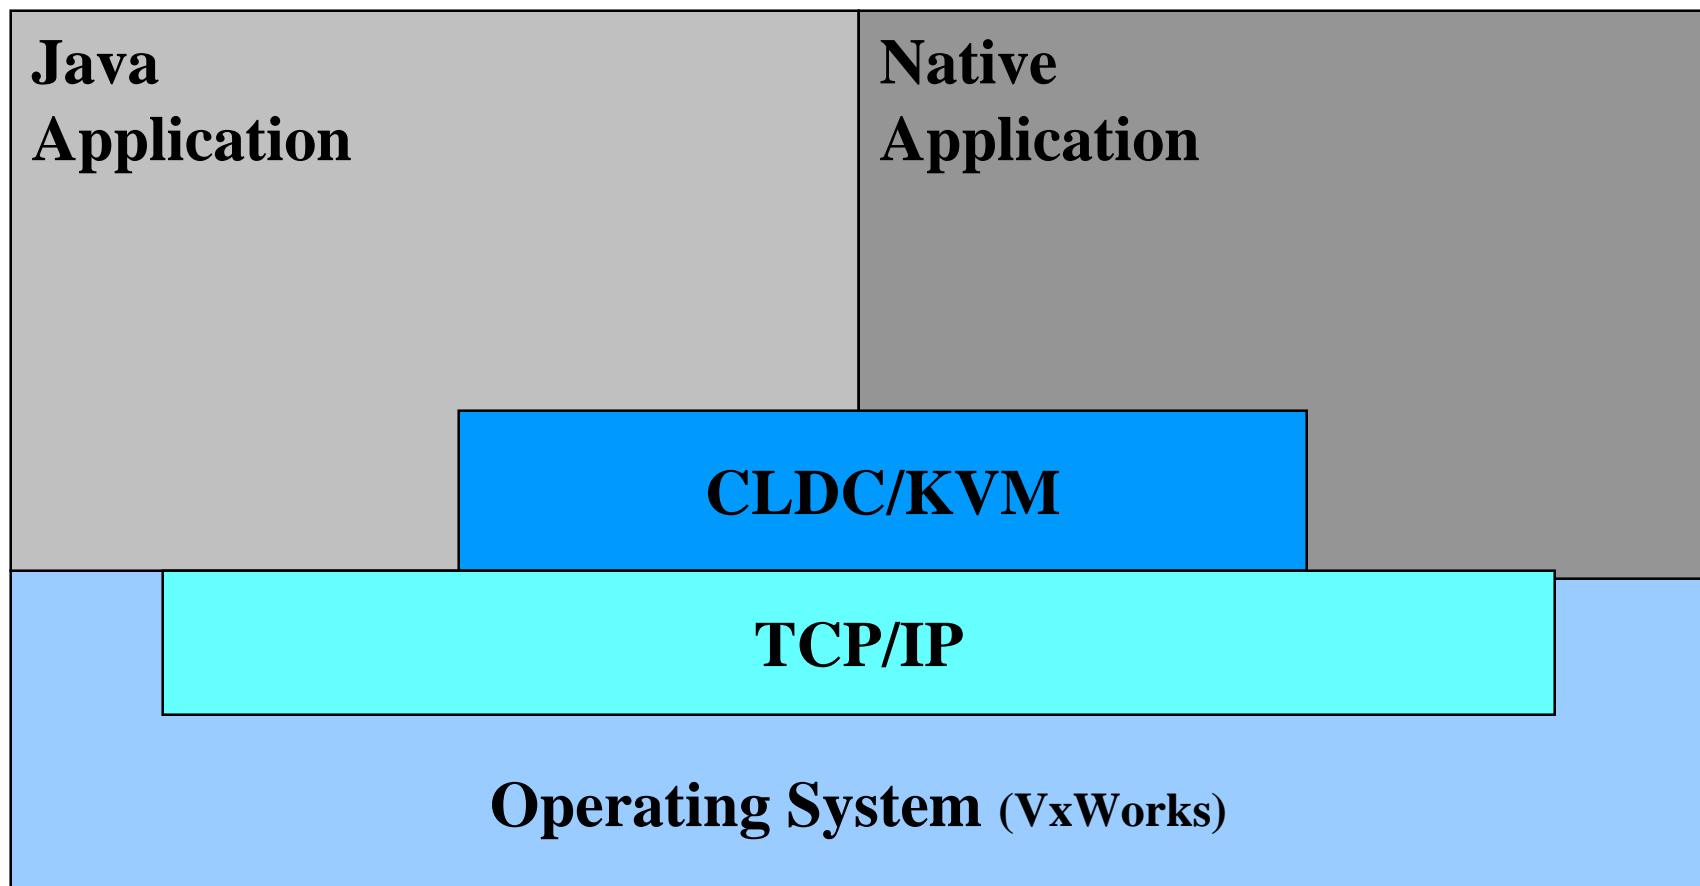 Java
Application
Native
Application
CLDC/KVM
TCP/IP
Operating System (VxWorks)